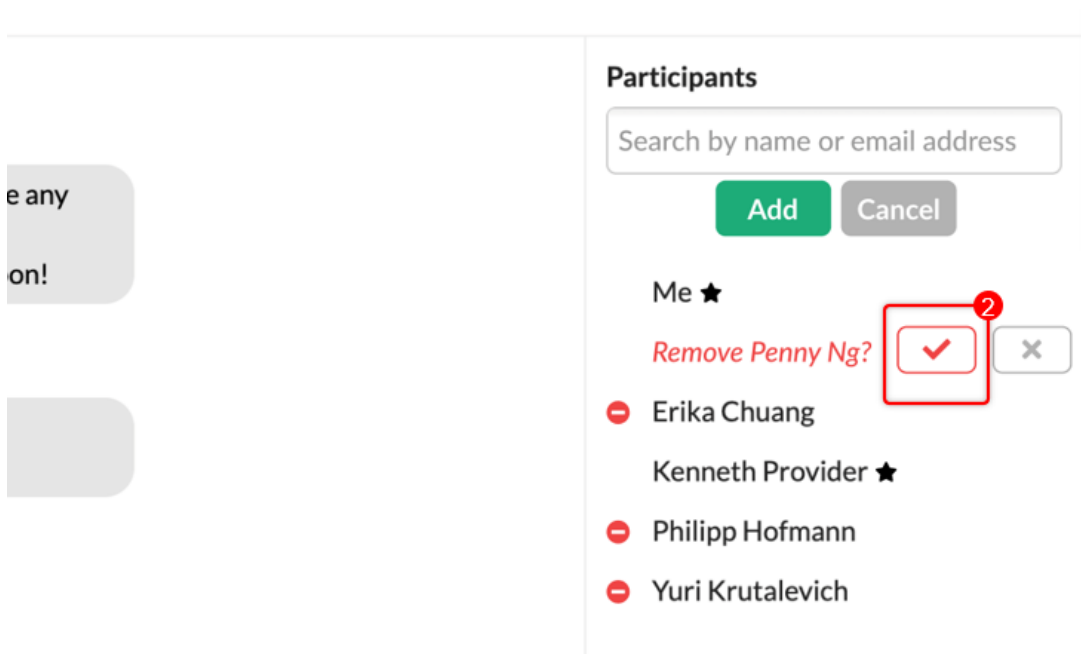 e any
on!
Participants
Search by name or email address
Add Cancel
Me
2
Remove Penny Ng?
Erika Chuang
Kenneth Provider
Philipp Hofmann
Yuri Krutalevich